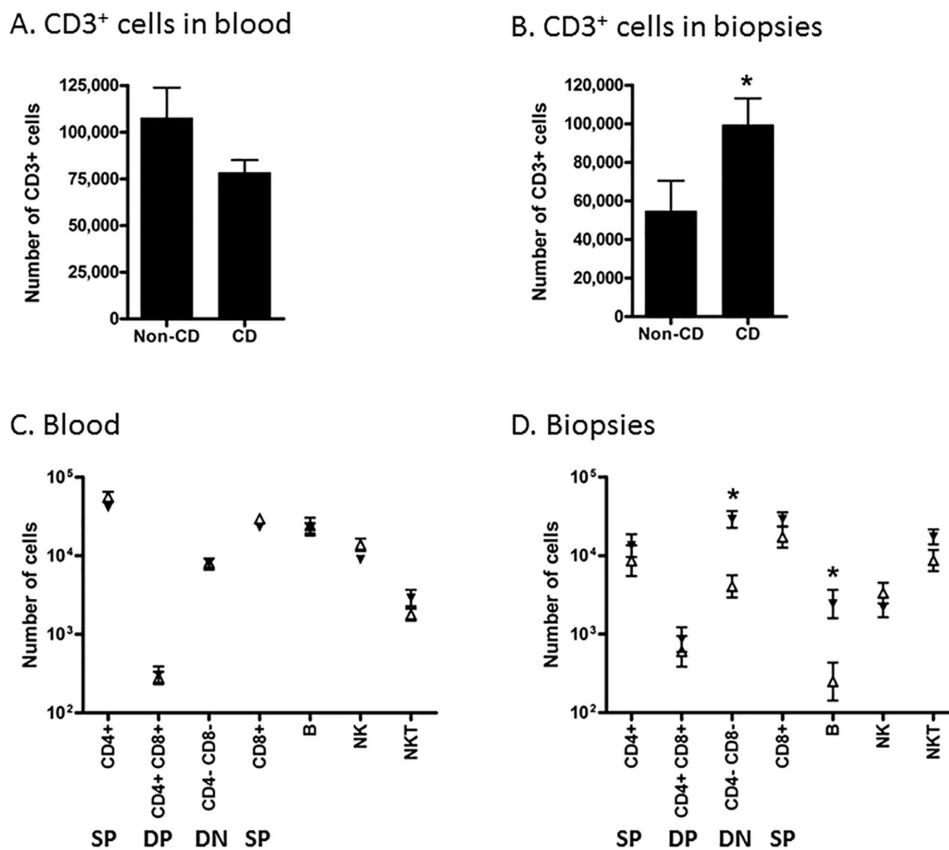 A. CD3⁺ cells in blood
Number of CD3+ cells
125,000
100,000
75,000
50,000
25,000
0
Non-CD CD
B. CD3⁺ cells in biopsies
Number of CD3+ cells
120,000
100,000
80,000
60,000
40,000
20,000
0
*
Non-CD CD
C. Blood
Number of cells
10⁵
10⁴
10³
10²
CD4+
CD4+ CD8+
CD4- CD8-
CD8+
B
NK
NKT
SP DP DN SP
D. Biopsies
Number of cells
10⁵
10⁴
10³
10²
*
*
CD4+
CD4+ CD8+
CD4- CD8-
CD8+
B
NK
NKT
SP DP DN SP